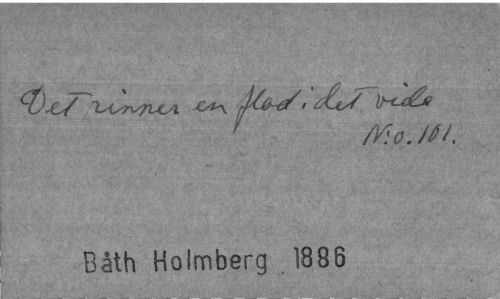 Det rinner en flod i det vida
N:o. 101.
Båth Holmberg 1886